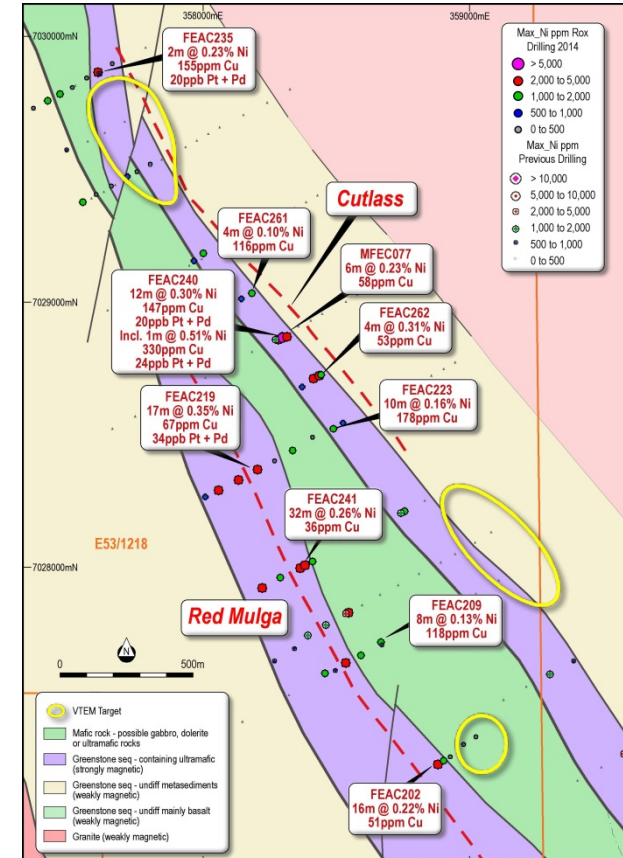 358000mE
359000mE
7030000mN
FEAC235
2m @ 0.23% Ni
155ppm Cu
20ppb Pt + Pd
Max_Ni ppm Rox
Drilling 2014
> 5,000
2,000 to 5,000
1,000 to 2,000
500 to 1,000
0 to 500
Max_Ni ppm
Previous Drilling
> 10,000
5,000 to 10,000
2,000 to 5,000
1,000 to 2,000
500 to 1,000
0 to 500
Cutlass
FEAC261
4m @ 0.10% Ni
116ppm Cu
MFEC077
6m @ 0.23% Ni
58ppm Cu
FEAC240
12m @ 0.30% Ni
147ppm Cu
20ppb Pt + Pd
Incl. 1m @ 0.51% Ni
330ppm Cu
24ppb Pt + Pd
7029000mN
FEAC262
4m @ 0.31% Ni
53ppm Cu
FEAC223
10m @ 0.16% Ni
178ppm Cu
FEAC219
17m @ 0.35% Ni
67ppm Cu
34ppb Pt + Pd
FEAC241
32m @ 0.26% Ni
36ppm Cu
E53/1218
7028000mN
Red Mulga
FEAC209
8m @ 0.13% Ni
118ppm Cu
N
0
500m
VTEM Target
Mafic rock - possible gabbro, dolerite
or ultramafic rocks
Greenstone seq - containing ultramafic
(strongly magnetic)
Greenstone seq - undiff metasediments
(weakly magnetic)
Greenstone seq - undiff mainly basalt
(weakly magnetic)
Granite (weakly magnetic)
FEAC202
16m @ 0.22% Ni
51ppm Cu